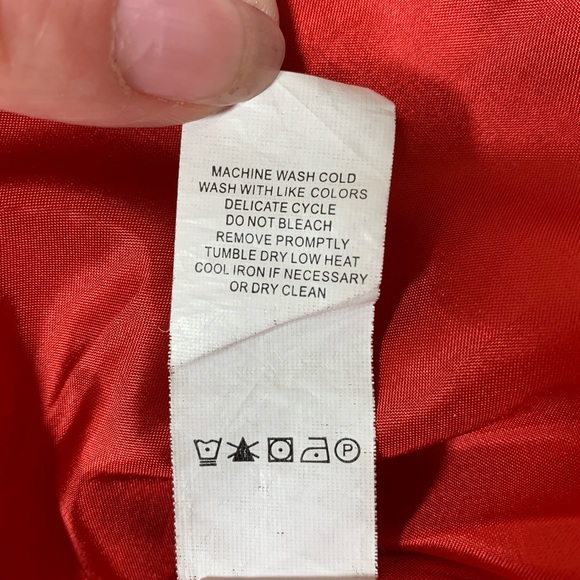 MACHINE WASH COLD
WASH WITH LIKE COLORS
DELICATE CYCLE
DO NOT BLEACH
REMOVE PROMPTLY
TUMBLE DRY LOW HEAT
COOL IRON IF NECESSARY
OR DRY CLEAN
P